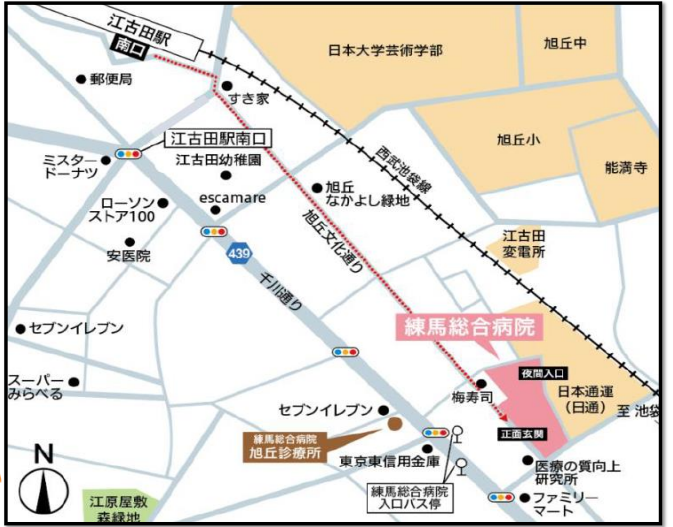 江古田駅
南口
日本大学芸術学部
旭丘中
郵便局
すき家
江古田駅南口
旭丘小
能満寺
ミスター
ドーナツ
江古田幼稚園
西武池袋線
旭丘
なかよし緑地
ローソン
ストア100
escamare
旭丘文化通り
江古田
変電所
安医院
439
千川通り
練馬総合病院
セブンイレブン
夜間入口
日本通運
(日通)
至 池袋
スーパー
みらべる
梅寿司
セブンイレブン
正面玄関
練馬総合病院
旭丘診療所
東京東信用金庫
医療の質向上
研究所
N
練馬総合病院
入口バス停
ファミリー
マート
江原屋敷
森緑地